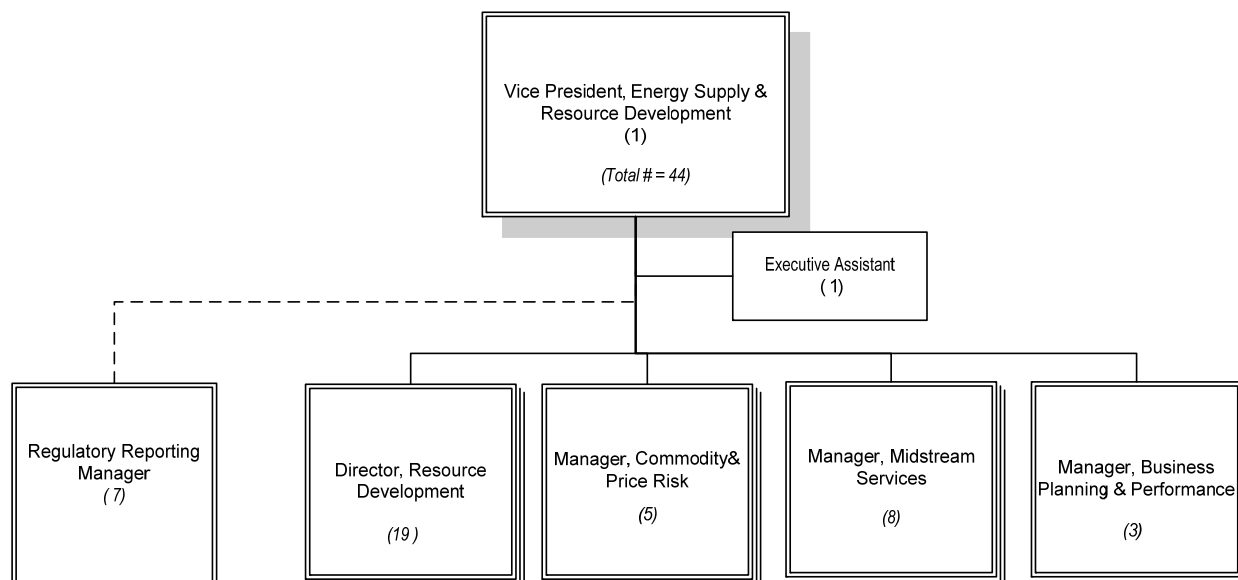 Vice President, Energy Supply &
Resource Development
(1)
(Total # = 44)
Executive Assistant
( 1)
Regulatory Reporting
Manager
( 7)
Director, Resource
Development
(19 )
Manager, Commodity&
Price Risk
(5)
Manager, Midstream
Services
(8)
Manager, Business
Planning & Performance
(3)